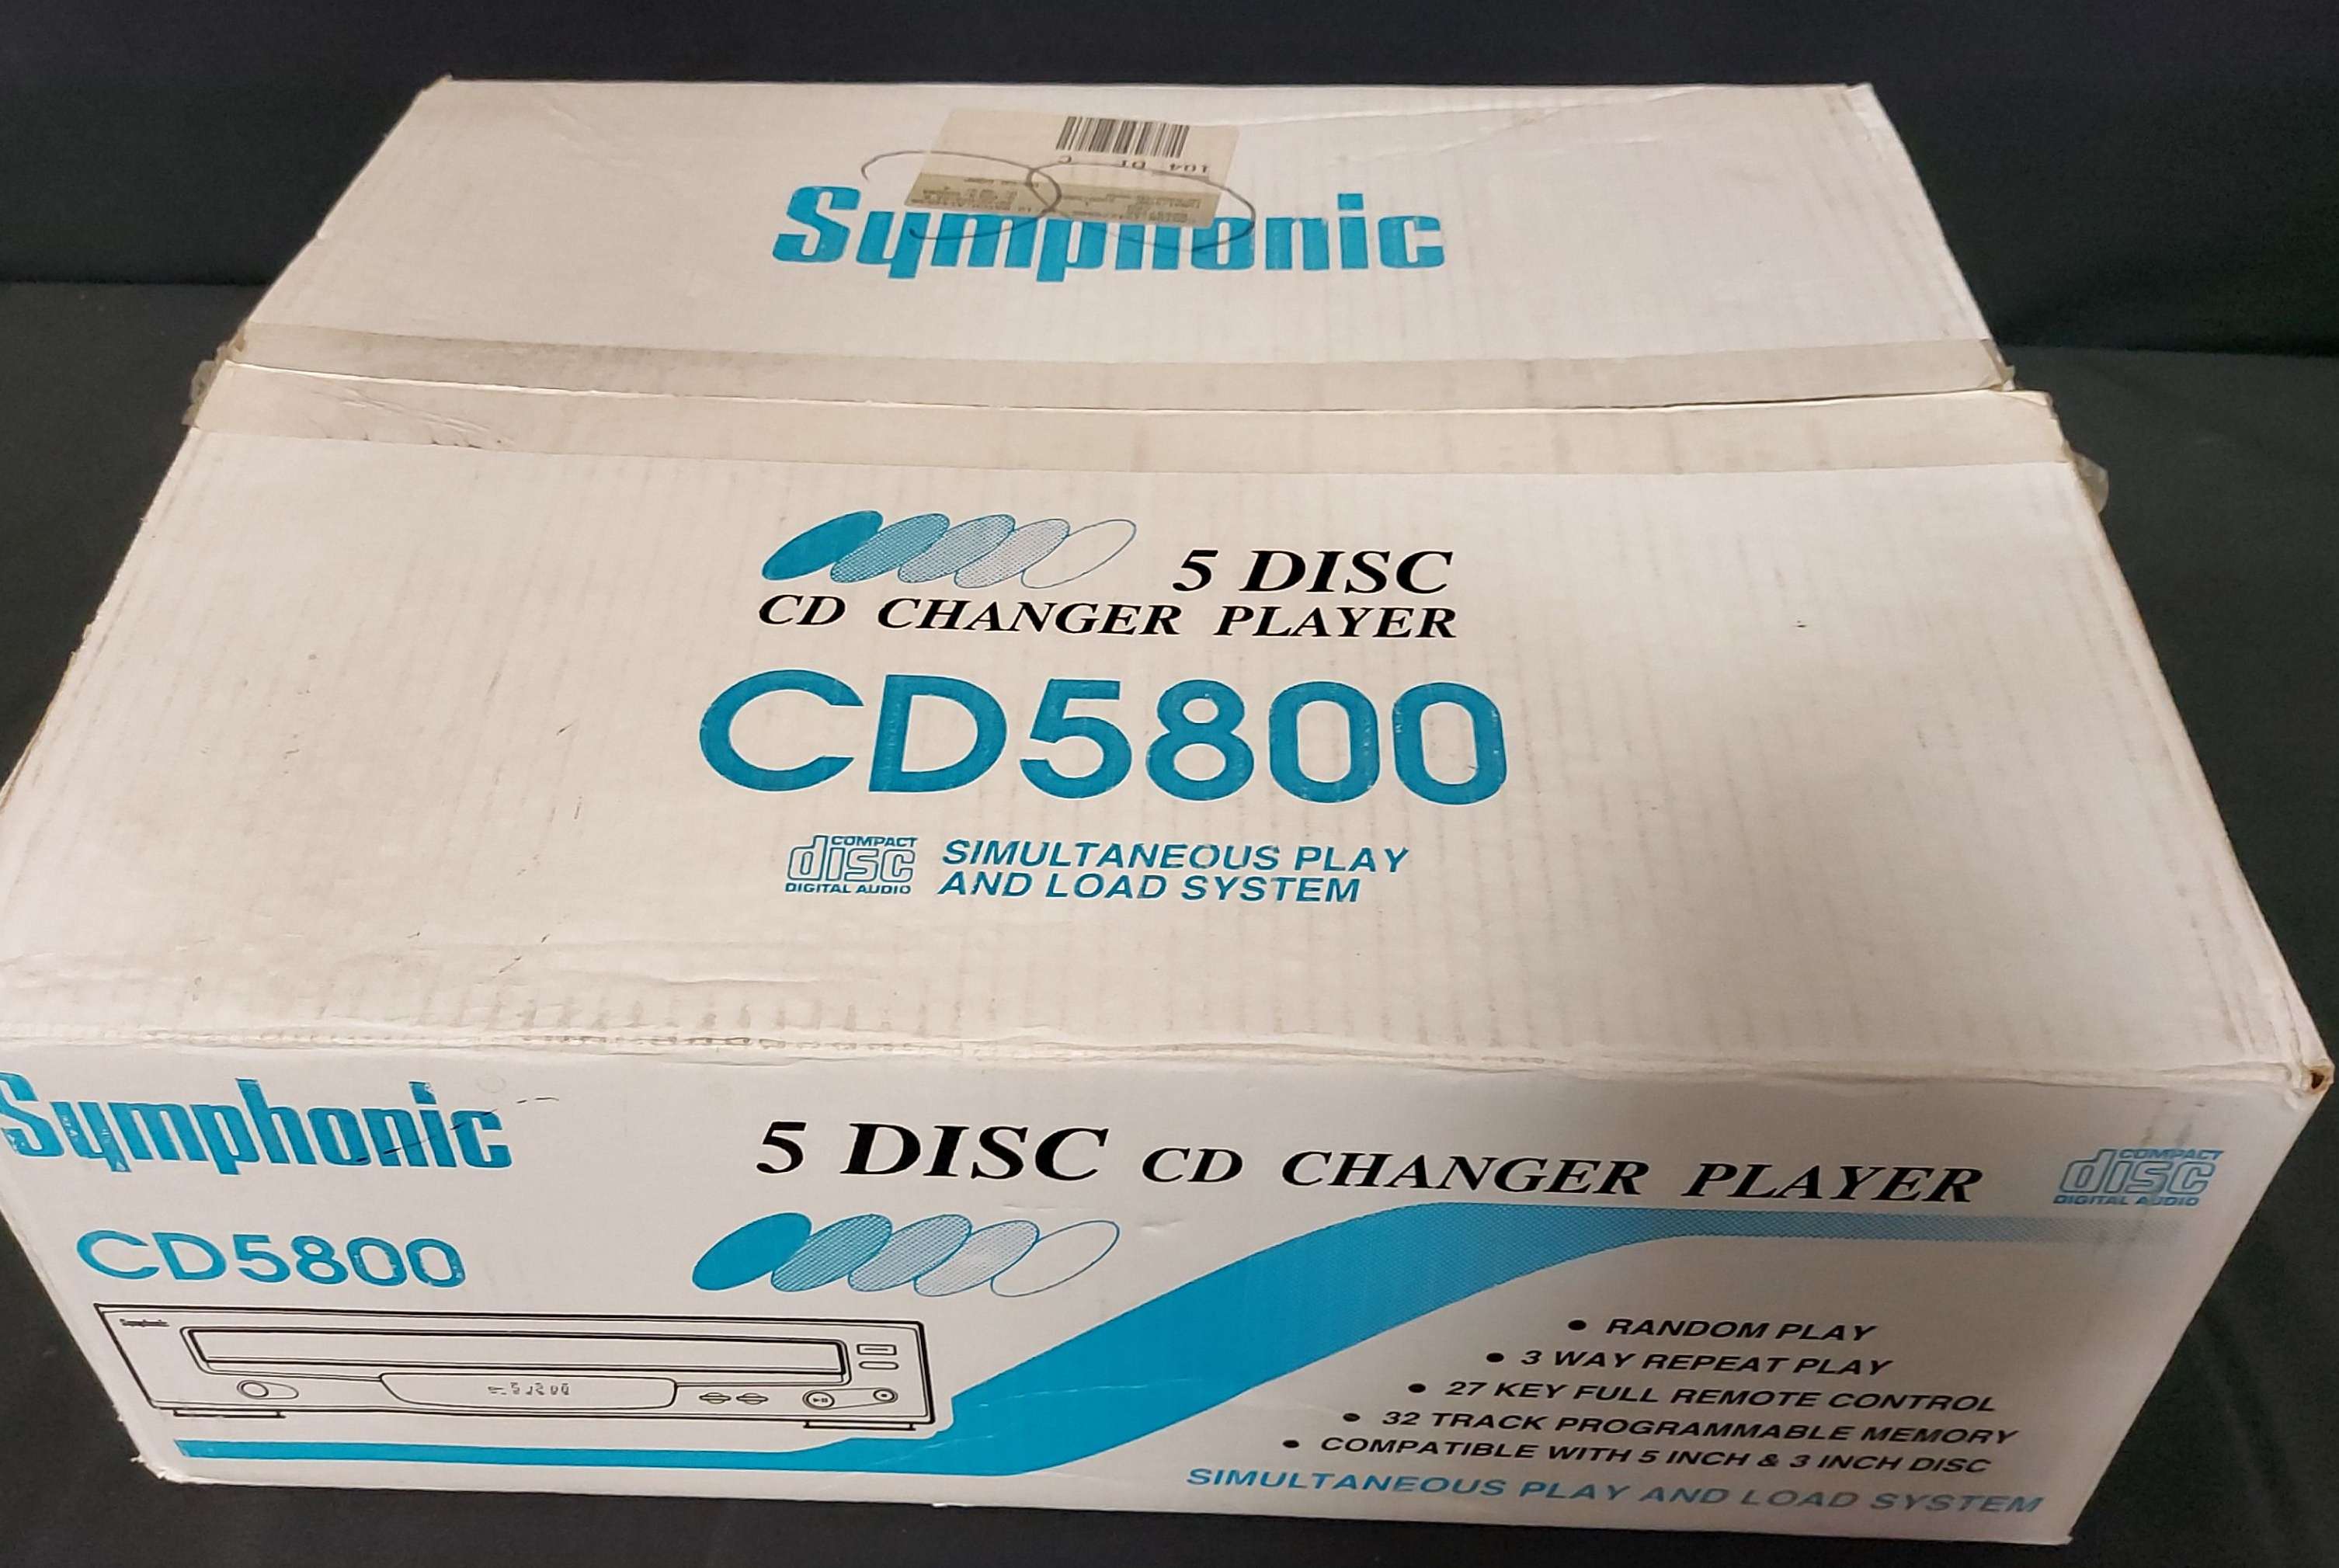 Symphonic
5 DISC
CD CHANGER PLAYER
CD5800
COMPACT
disc
DIGITAL AUDIO
SIMULTANEOUS PLAY
AND LOAD SYSTEM
Symphonic
5 DISC CD CHANGER PLAYER
COMPACT
disc
DIGITAL AUDIO
CD5800
Symphonic
• RANDOM PLAY
• 3 WAY REPEAT PLAY
• 27 KEY FULL REMOTE CONTROL
• 32 TRACK PROGRAMMABLE MEMORY
• COMPATIBLE WITH 5 INCH & 3 INCH DISC
SIMULTANEOUS PLAY AND LOAD SYSTEM